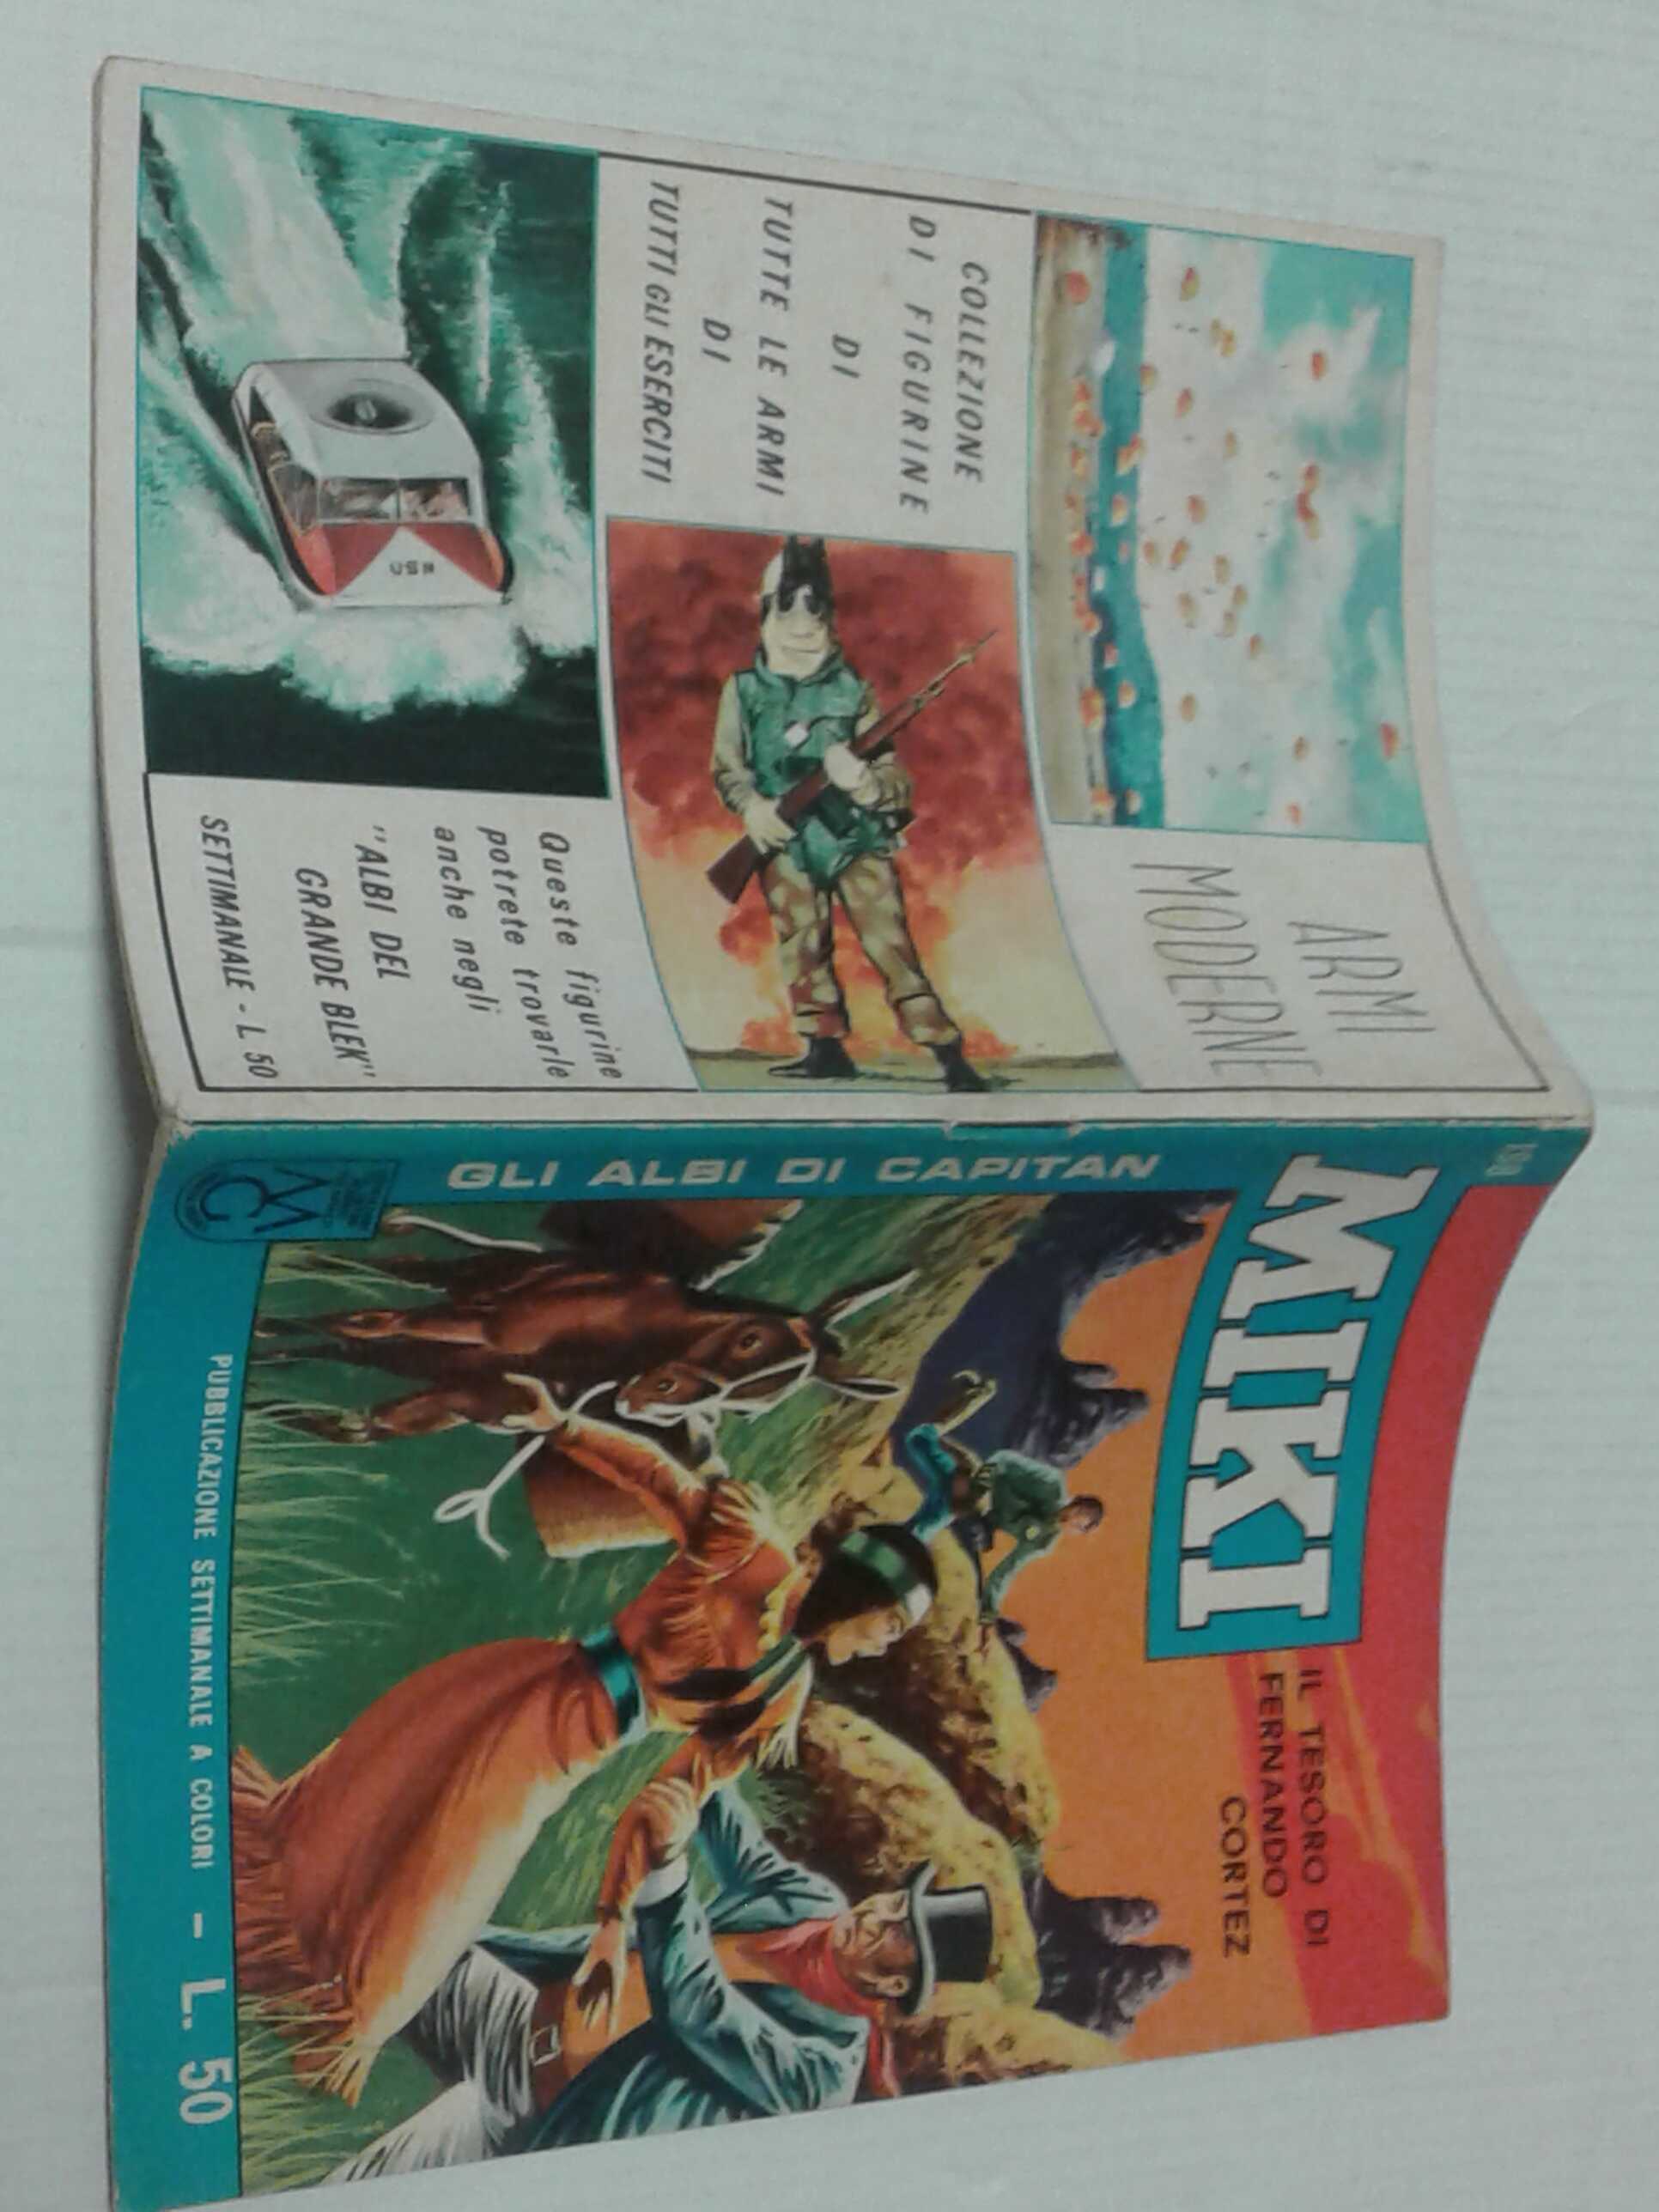 ARMI
MODERNE
COLLEZIONE
DI FIGURINE
DI
TUTTE LE ARMI
DI
TUTTI GLI ESERCITI
Queste figurine
potrete trovarle
anche negli
"ALBI DEL
GRANDE BLEK"
SETTIMANALE - L 50
GLI ALBI DI CAPITAN
MIKI
IL TESORO DI
FERNANDO
CORTEZ
PUBBLICAZIONE SETTIMANALE A COLORI - L. 50